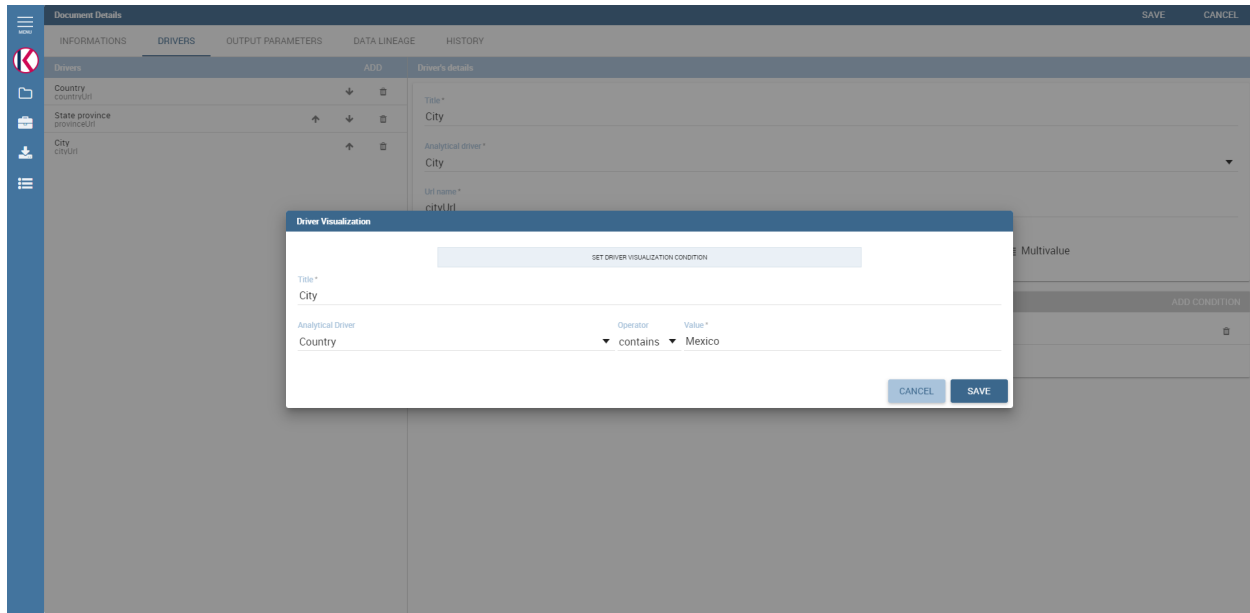 Document Details
SAVE
CANCEL
MENU
INFORMATIONS
DRIVERS
OUTPUT PARAMETERS
DATA LINEAGE
HISTORY
Drivers
ADD
Driver's details
Country
countryUrl
State province
provinceUrl
City
cityUrl
Title *
City
Analytical driver *
City
Url name *
cityUrl
Multivalue
ADD CONDITION
Driver Visualization
SET DRIVER VISUALIZATION CONDITION
Title *
City
Analytical Driver
Operator
Value *
Country
contains
Mexico
CANCEL
SAVE